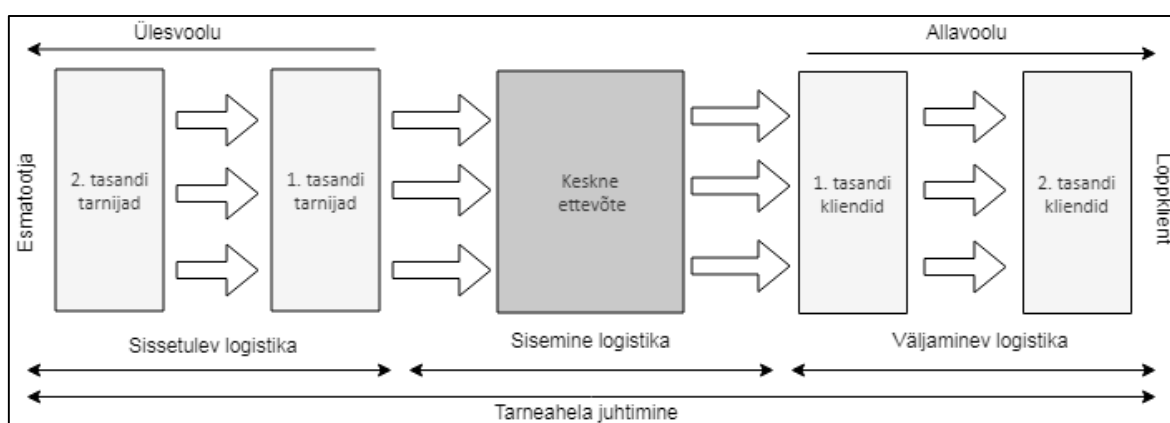 Ülesvoolu
Allavoolu
Esmatootja
2. tasandi
tarnijad
1. tasandi
tarnijad
Keskne
ettevõte
1. tasandi
kliendid
2. tasandi
kliendid
Loppklient
Sissetulev logistika
Sisemine logistika
Väljaminev logistika
Tarneahela juhtimine